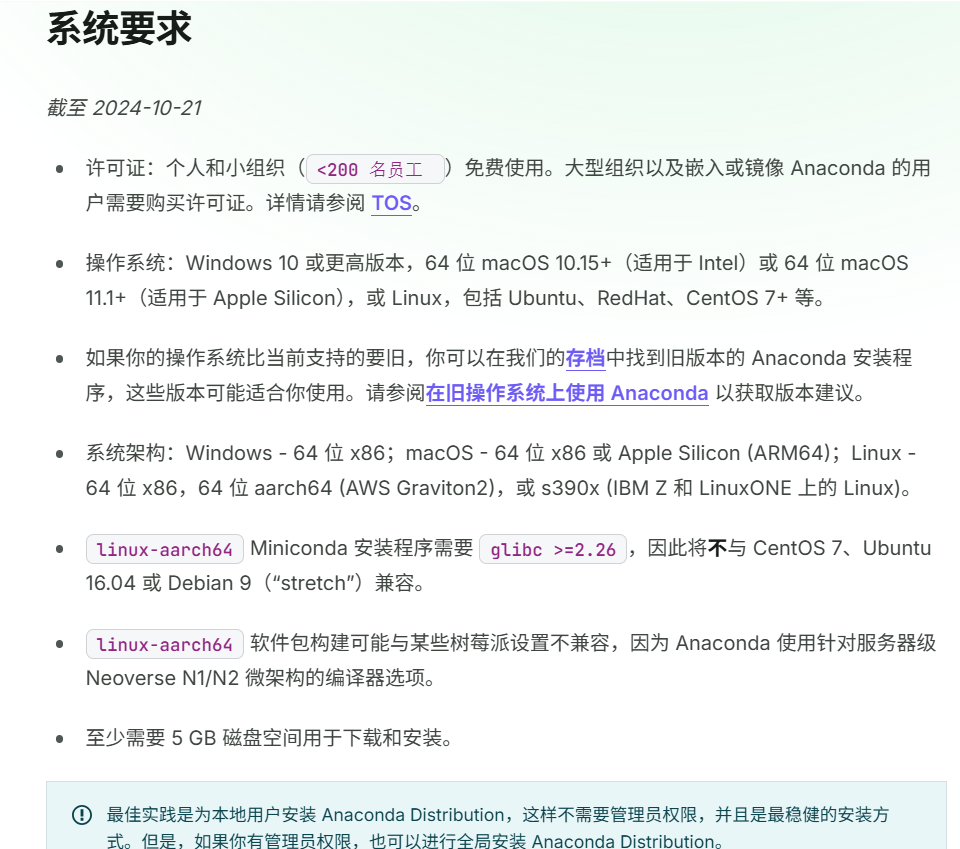 系统要求
截至 2024-10-21
许可证：个人和小组织（<200 名员工）免费使用。大型组织以及嵌入或镜像 Anaconda 的用
户需要购买许可证。详情请参阅 TOS。
操作系统：Windows 10 或更高版本，64 位 macOS 10.15+（适用于 Intel）或 64 位 macOS
11.1+（适用于 Apple Silicon），或 Linux，包括 Ubuntu、RedHat、CentOS 7+ 等。
如果你的操作系统比当前支持的要旧，你可以在我们的存档中找到旧版本的 Anaconda 安装程
序，这些版本可能适合你使用。请参阅在旧操作系统上使用 Anaconda 以获取版本建议。
系统架构：Windows - 64 位 x86；macOS - 64 位 x86 或 Apple Silicon (ARM64)；Linux -
64 位 x86，64 位 aarch64 (AWS Graviton2)，或 s390x (IBM Z 和 LinuxONE 上的 Linux)。
linux-aarch64 Miniconda 安装程序需要 glibc >=2.26，因此将不与 CentOS 7、Ubuntu
16.04 或 Debian 9（“stretch”）兼容。
linux-aarch64 软件包构建可能与某些树莓派设置不兼容，因为 Anaconda 使用针对服务器级
Neoverse N1/N2 微架构的编译器选项。
至少需要 5 GB 磁盘空间用于下载和安装。
最佳实践是为本地用户安装 Anaconda Distribution，这样不需要管理员权限，并且是最稳健的安装方
式。但是，如果你有管理员权限，也可以进行全局安装 Anaconda Distribution。